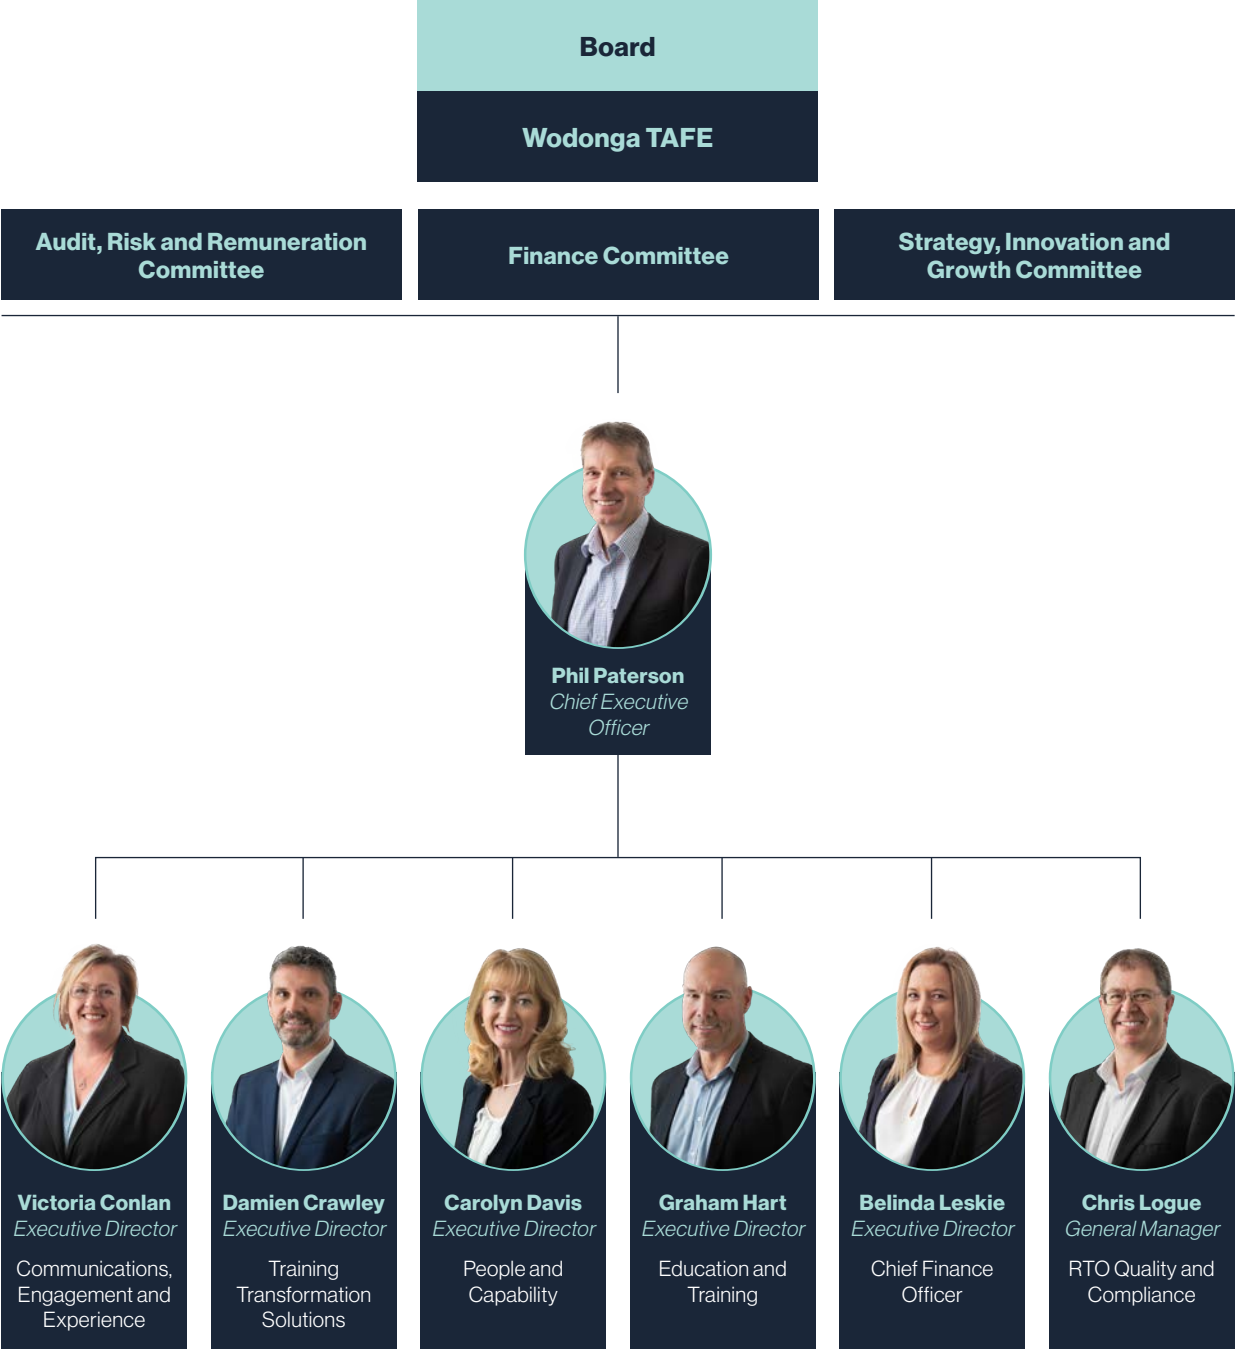 Board
Wodonga TAFE
Audit, Risk and Remuneration
Committee
Finance Committee
Strategy, Innovation and
Growth Committee
Phil Paterson
Chief Executive
Officer
Victoria Conlan
Executive Director
Communications,
Engagement and
Experience
Damien Crawley
Executive Director
Training
Transformation
Solutions
Carolyn Davis
Executive Director
People and
Capability
Graham Hart
Executive Director
Education and
Training
Belinda Leskie
Executive Director
Chief Finance
Officer
Chris Logue
General Manager
RTO Quality and
Compliance